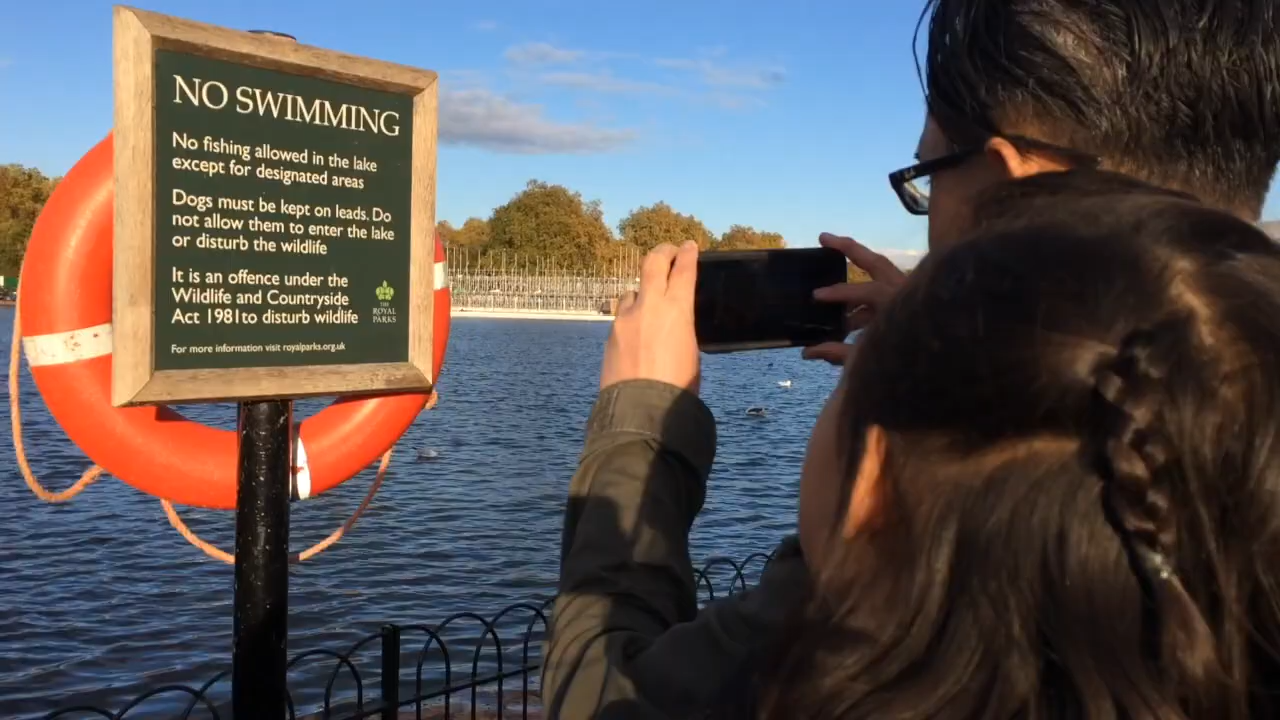 NO SWIMMING
No fishing allowed in the lake
except for designated areas
Dogs must be kept on leads. Do
not allow them to enter the lake
or disturb the wildlife
It is an offence under the
Wildlife and Countryside
Act 1981to disturb wildlife
THE
ROYAL
PARKS
For more information visit royalparks.org.uk